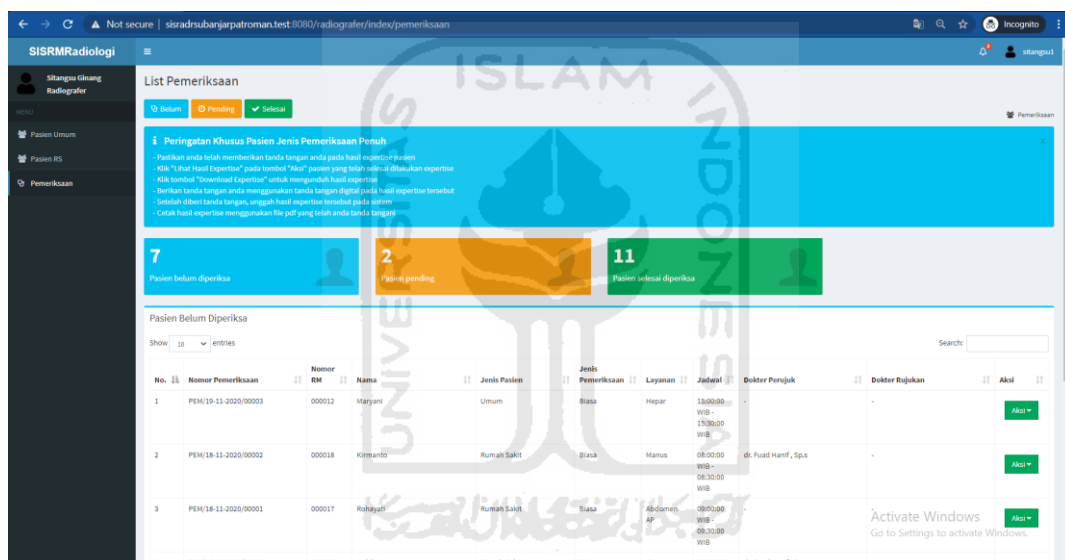 Not secure | sisradrsubanjarpatroman.test:8080/radiografer/index/pemeriksaan
Incognito
SISRMRadiologi
sitangsu1
Sitangsu Ginang
Radiografer
MENU
Pasien Umum
Pasien RS
Pemeriksaan
List Pemeriksaan
Belum Pending Selesai
Pemeriksaan
Peringatan Khusus Pasien Jenis Pemeriksaan Penuh
x
- Pastikan anda telah memberikan tanda tangan anda pada hasil expertise pasien
- Klik "Lihat Hasil Expertise" pada tombol "Aksi" pasien yang telah selesai dilakukan expertise
- Klik tombol "Download Expertise" untuk mengunduh hasil expertise
- Berikan tanda tangan anda menggunakan tanda tangan digital pada hasil expertise tersebut
- Setelah diberi tanda tangan, unggah hasil expertise tersebut pada sistem
- Cetak hasil expertise menggunakan file pdf yang telah anda tanda tangani
7
Pasien belum diperiksa
2
Pasien pending
11
Pasien selesai diperiksa
Pasien Belum Diperiksa
Show 10 entries
Search:
No. Nomor Pemeriksaan Nomor RM Nama Jenis Pasien Jenis Pemeriksaan Layanan Jadwal Dokter Perujuk Dokter Rujukan Aksi
1 PEM/19-11-2020/00003 000012 Maryani Umum Biasa Hepar 15:00:00 WIB - 15:30:00 WIB - - Aksi
2 PEM/18-11-2020/00002 000018 Kirmanto Rumah Sakit Biasa Manus 08:00:00 WIB - 08:30:00 WIB dr. Fuad Hanif , Sp.s - Aksi
3 PEM/18-11-2020/00001 000017 Rohayati Rumah Sakit Biasa Abdomen AP 09:00:00 WIB - 09:30:00 WIB - - Aksi
Activate Windows
Go to Settings to activate Windows.
ISLAM
UNIVERSITAS
INDONESIA